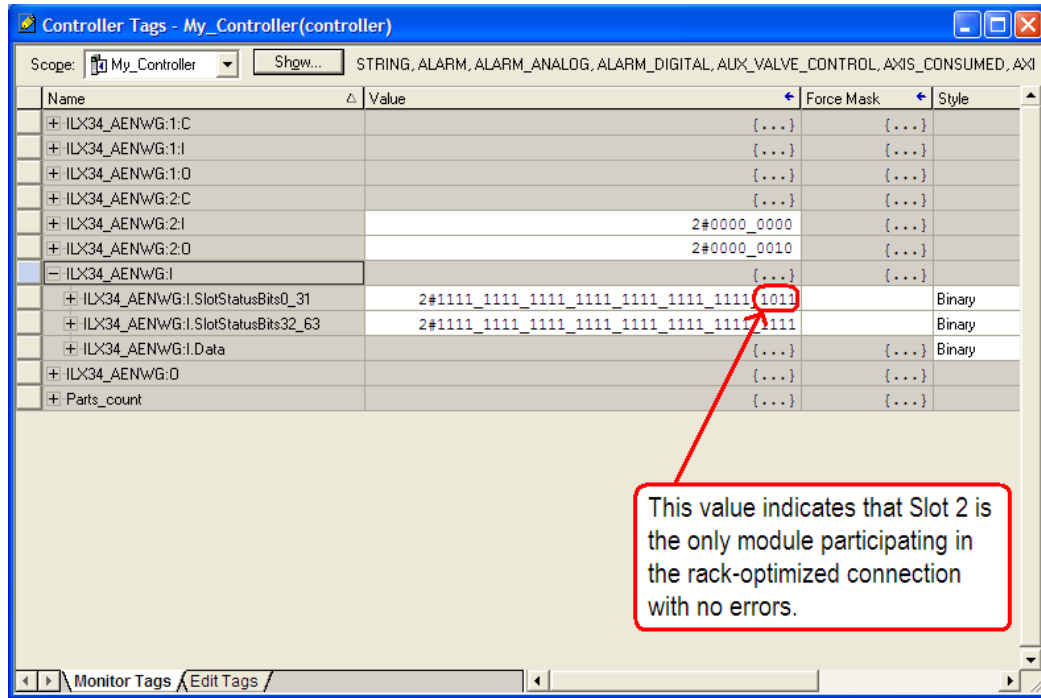 Controller Tags - My_Controller(controller)
Scope: My_Controller Show... STRING, ALARM, ALARM_ANALOG, ALARM_DIGITAL, AUX_VALVE_CONTROL, AXIS_CONSUMED, AXI
Name Value Force Mask Style
ILX34_AENWG:1:C {...} {...}
ILX34_AENWG:1:I {...} {...}
ILX34_AENWG:1:O {...} {...}
ILX34_AENWG:2:C {...} {...}
ILX34_AENWG:2:I 2#0000_0000 {...}
ILX34_AENWG:2:O 2#0000_0010 {...}
ILX34_AENWG:I {...} {...}
ILX34_AENWG:I.SlotStatusBits0_31 2#1111_1111_1111_1111_1111_1111_1111_1011 Binary
ILX34_AENWG:I.SlotStatusBits32_63 2#1111_1111_1111_1111_1111_1111_1111_1111 Binary
ILX34_AENWG:I.Data {...} {...} Binary
ILX34_AENWG:O {...} {...}
Parts_count {...} {...}
This value indicates that Slot 2 is
the only module participating in
the rack-optimized connection
with no errors.
Monitor Tags Edit Tags